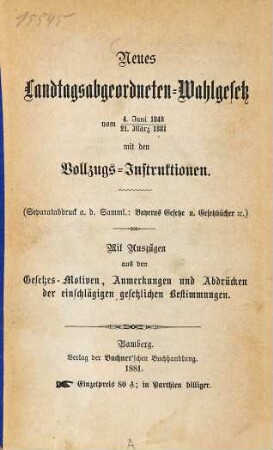 15595
Neues
Landtagsabgeordneten-Wahlgesetz
vom 4. Juni 1848 / 21. März 1881
mit den
Vollzugs-Instruktionen.
(Separatabdruck a. d. Samml.: Bayerns Gesetze u. Gesetzbücher ꝛc.)
Mit Auszügen
aus den
Gesetzes-Motiven, Anmerkungen und Abdrücken
der einschlägigen gesetzlichen Bestimmungen.
Bamberg.
Verlag der Buchner'schen Buchhandlung.
1881.
☛ Einzelpreis 80 ₰; in Parthien billiger.
A